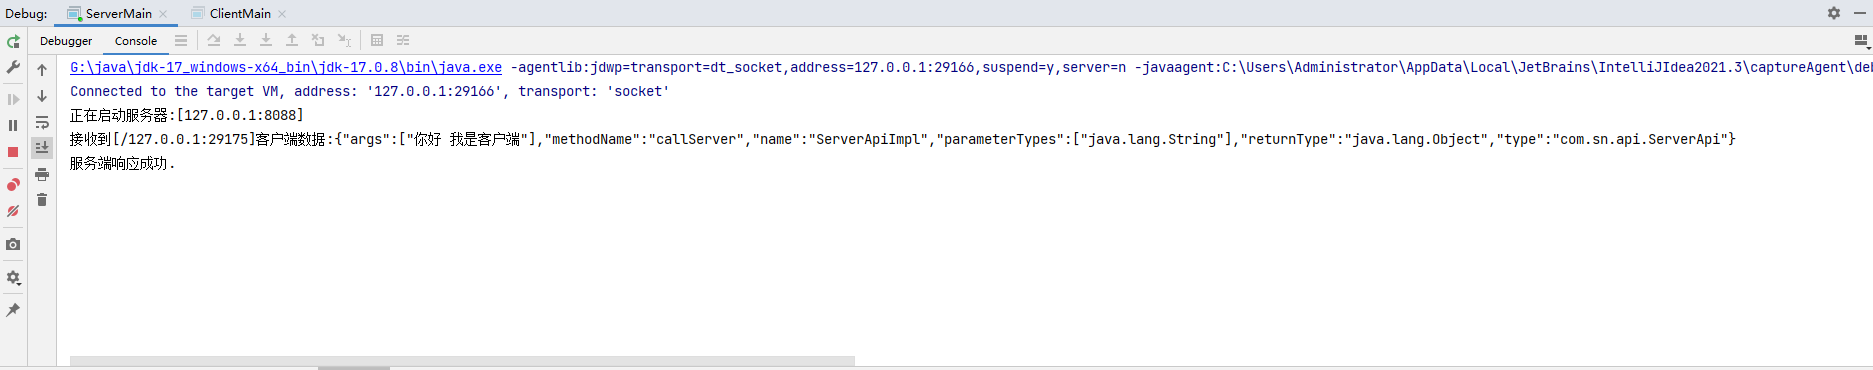 Debug: ServerMain ClientMain
Debugger Console
G:\java\jdk-17_windows-x64_bin\jdk-17.0.8\bin\java.exe -agentlib:jdwp=transport=dt_socket,address=127.0.0.1:29166,suspend=y,server=n -javaagent:C:\Users\Administrator\AppData\Local\JetBrains\IntelliJIdea2021.3\captureAgent\deb
Connected to the target VM, address: '127.0.0.1:29166', transport: 'socket'
正在启动服务器:[127.0.0.1:8088]
接收到[/127.0.0.1:29175]客户端数据:{"args":["你好 我是客户端"],"methodName":"callServer","name":"ServerApiImpl","parameterTypes":["java.lang.String"],"returnType":"java.lang.Object","type":"com.sn.api.ServerApi"}
服务端响应成功.